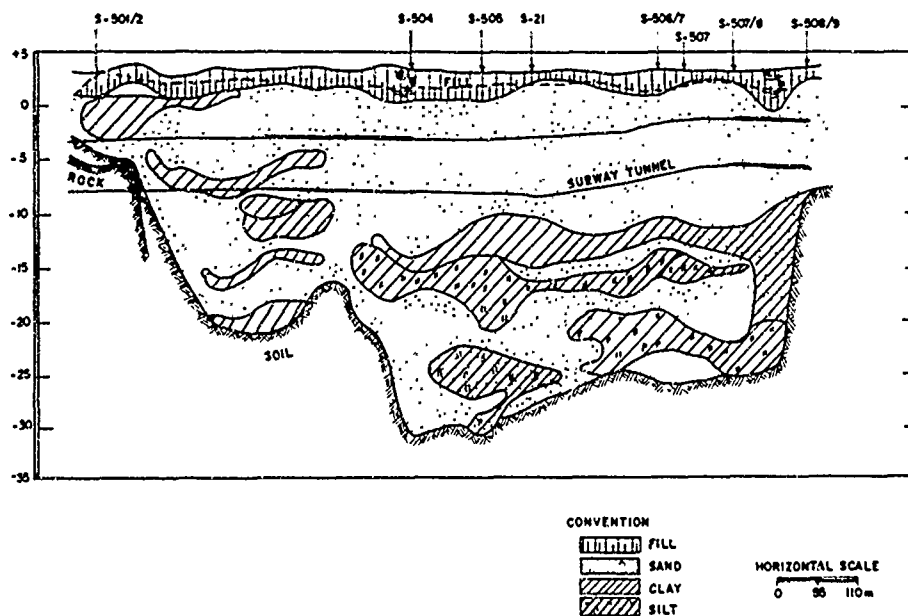 S-501/2 S-504 S-505 S-21 S-506/7 S-507 S-507/8 S-508/9
+5
0
-5
-10
-15
-20
-25
-30
-35
ROCK
SUBWAY TUNNEL
SOIL
CONVENTION
FILL
SAND
CLAY
SILT
HORIZONTAL SCALE
0 55 110m